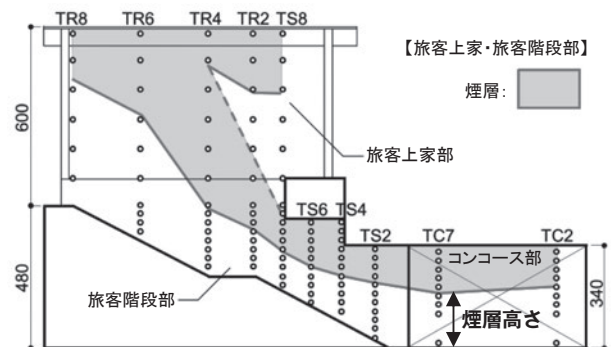 TR8 TR6 TR4 TR2 TS8
【旅客上家・旅客階段部】
煙層:
600
旅客上家部
TS6 TS4
TS2 TC7 TC2
コンコース部
480
旅客階段部
煙層高さ
340